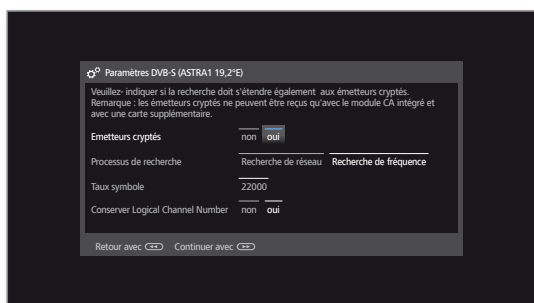 Paramètres DVB-S (ASTRA1 19,2°E)
Veuillez- indiquer si la recherche doit s'étendre également aux émetteurs cryptés.
Remarque : les émetteurs cryptés ne peuvent être reçus qu'avec le module CA intégré et
avec une carte supplémentaire.
Emetteurs cryptés non oui
Processus de recherche Recherche de réseau Recherche de fréquence
Taux symbole 22000
Conserver Logical Channel Number non oui
Retour avec Continuer avec